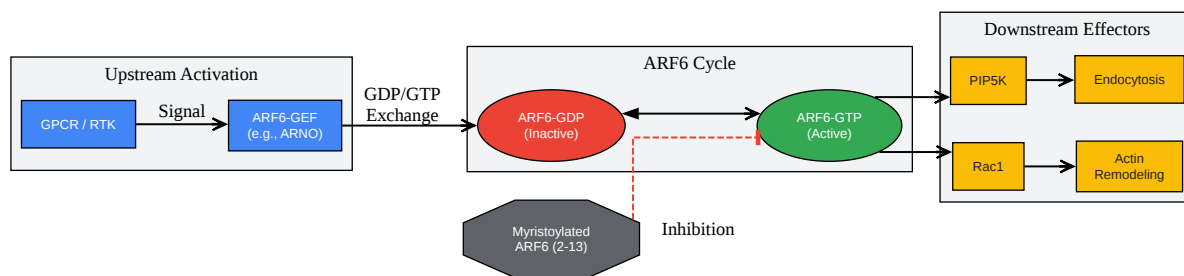 Upstream Activation
GPCR / RTK
Signal
ARF6-GEF
(e.g., ARNO)
GDP/GTP
Exchange
ARF6 Cycle
ARF6-GDP
(Inactive)
ARF6-GTP
(Active)
Myristoylated
ARF6 (2-13)
Inhibition
Downstream Effectors
PIP5K
Endocytosis
Rac1
Actin
Remodeling